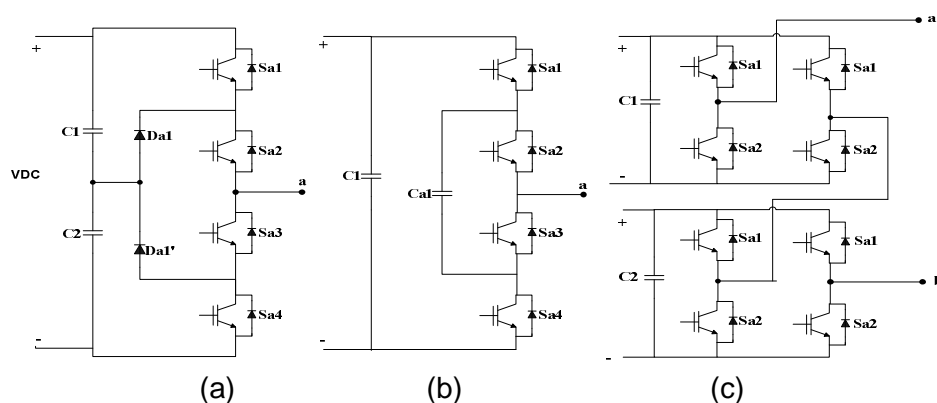 +
C1
Da1
VDC
C2
Da1'
-
Sa1
Sa2
a
Sa3
Sa4
(a)
+
C1
Ca1
-
Sa1
Sa2
a
Sa3
Sa4
(b)
a
+
C1
-
Sa1
Sa1
Sa2
Sa2
+
C2
-
Sa1
Sa1
Sa2
Sa2
(c)